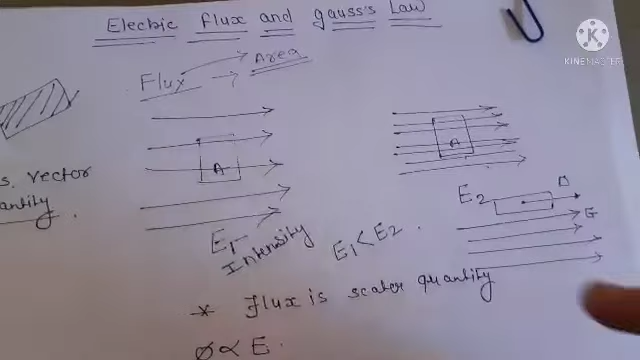 Electric flux and gauss's Law
KINEMASTER
Flux → Area
A
A
s. vector
antity.
E2
E
E1
Intensity
E1 < E2.
* Flux is scaler quantity
Ø ∝ E.